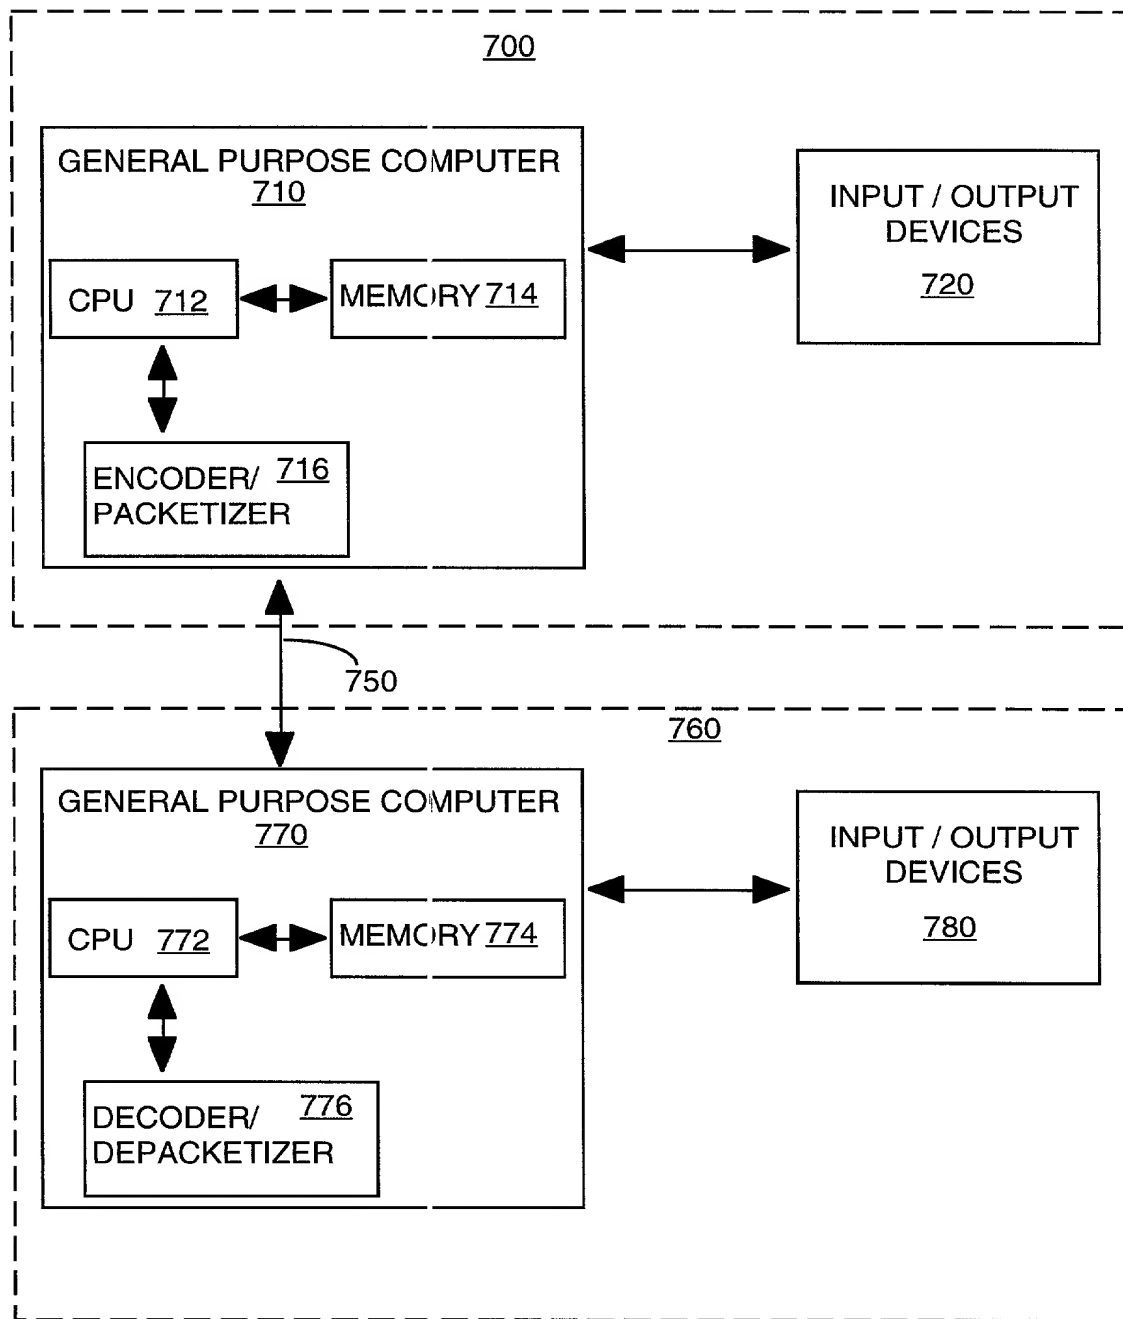 700
GENERAL PURPOSE COMPUTER
710
INPUT / OUTPUT
DEVICES
720
CPU 712
MEMORY 714
ENCODER/ 716
PACKETIZER
750
760
GENERAL PURPOSE COMPUTER
770
INPUT / OUTPUT
DEVICES
780
CPU 772
MEMORY 774
DECODER/ 776
DEPACKETIZER